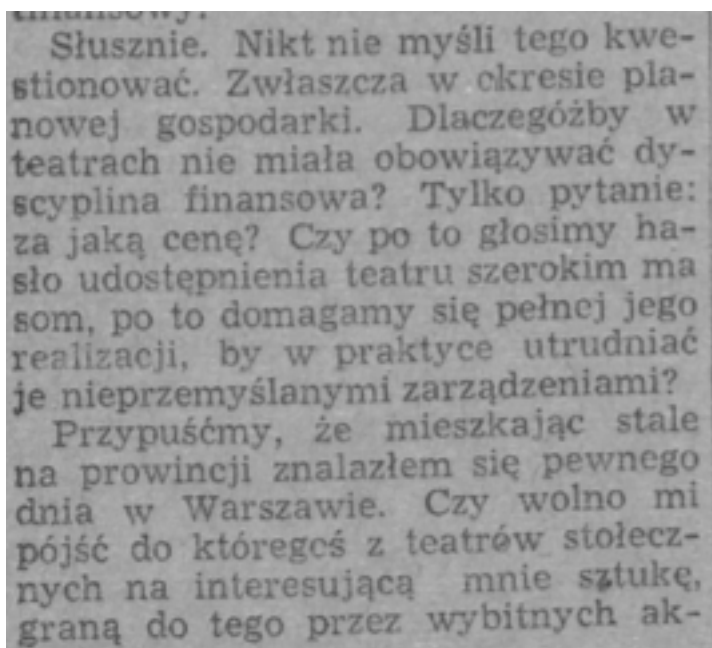 finansowy.
Słusznie. Nikt nie myśli tego kwe-
stionować. Zwłaszcza w okresie pla-
nowej gospodarki. Dlaczegóżby w
teatrach nie miała obowiązywać dy-
scyplina finansowa? Tylko pytanie:
za jaką cenę? Czy po to głosimy ha-
sło udostępnienia teatru szerokim ma
som, po to domagamy się pełnej jego
realizacji, by w praktyce utrudniać
je nieprzemyślanymi zarządzeniami?
Przypuśćmy, że mieszkając stale
na prowincji znalazłem się pewnego
dnia w Warszawie. Czy wolno mi
pójść do któregoś z teatrów stołecz-
nych na interesującą mnie sztukę,
graną do tego przez wybitnych ak-